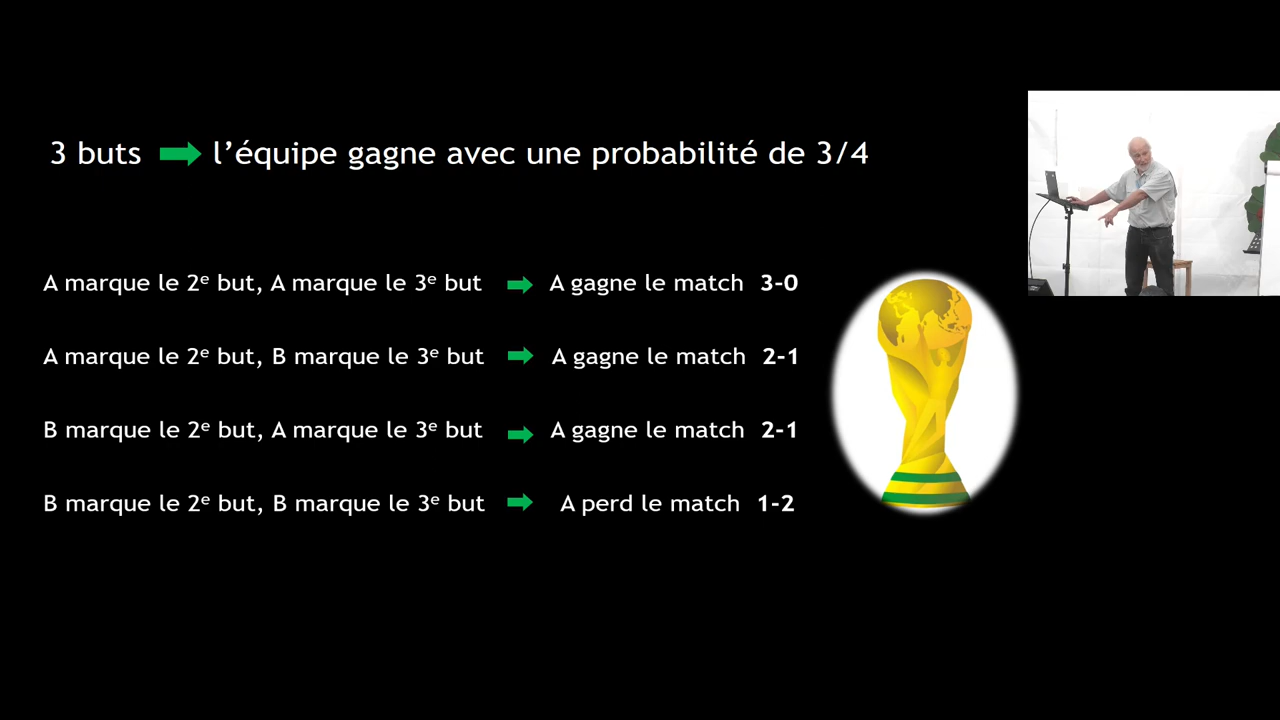 3 buts l’équipe gagne avec une probabilité de 3/4
A marque le 2ᵉ but, A marque le 3ᵉ but A gagne le match 3-0
A marque le 2ᵉ but, B marque le 3ᵉ but A gagne le match 2-1
B marque le 2ᵉ but, A marque le 3ᵉ but A gagne le match 2-1
B marque le 2ᵉ but, B marque le 3ᵉ but A perd le match 1-2